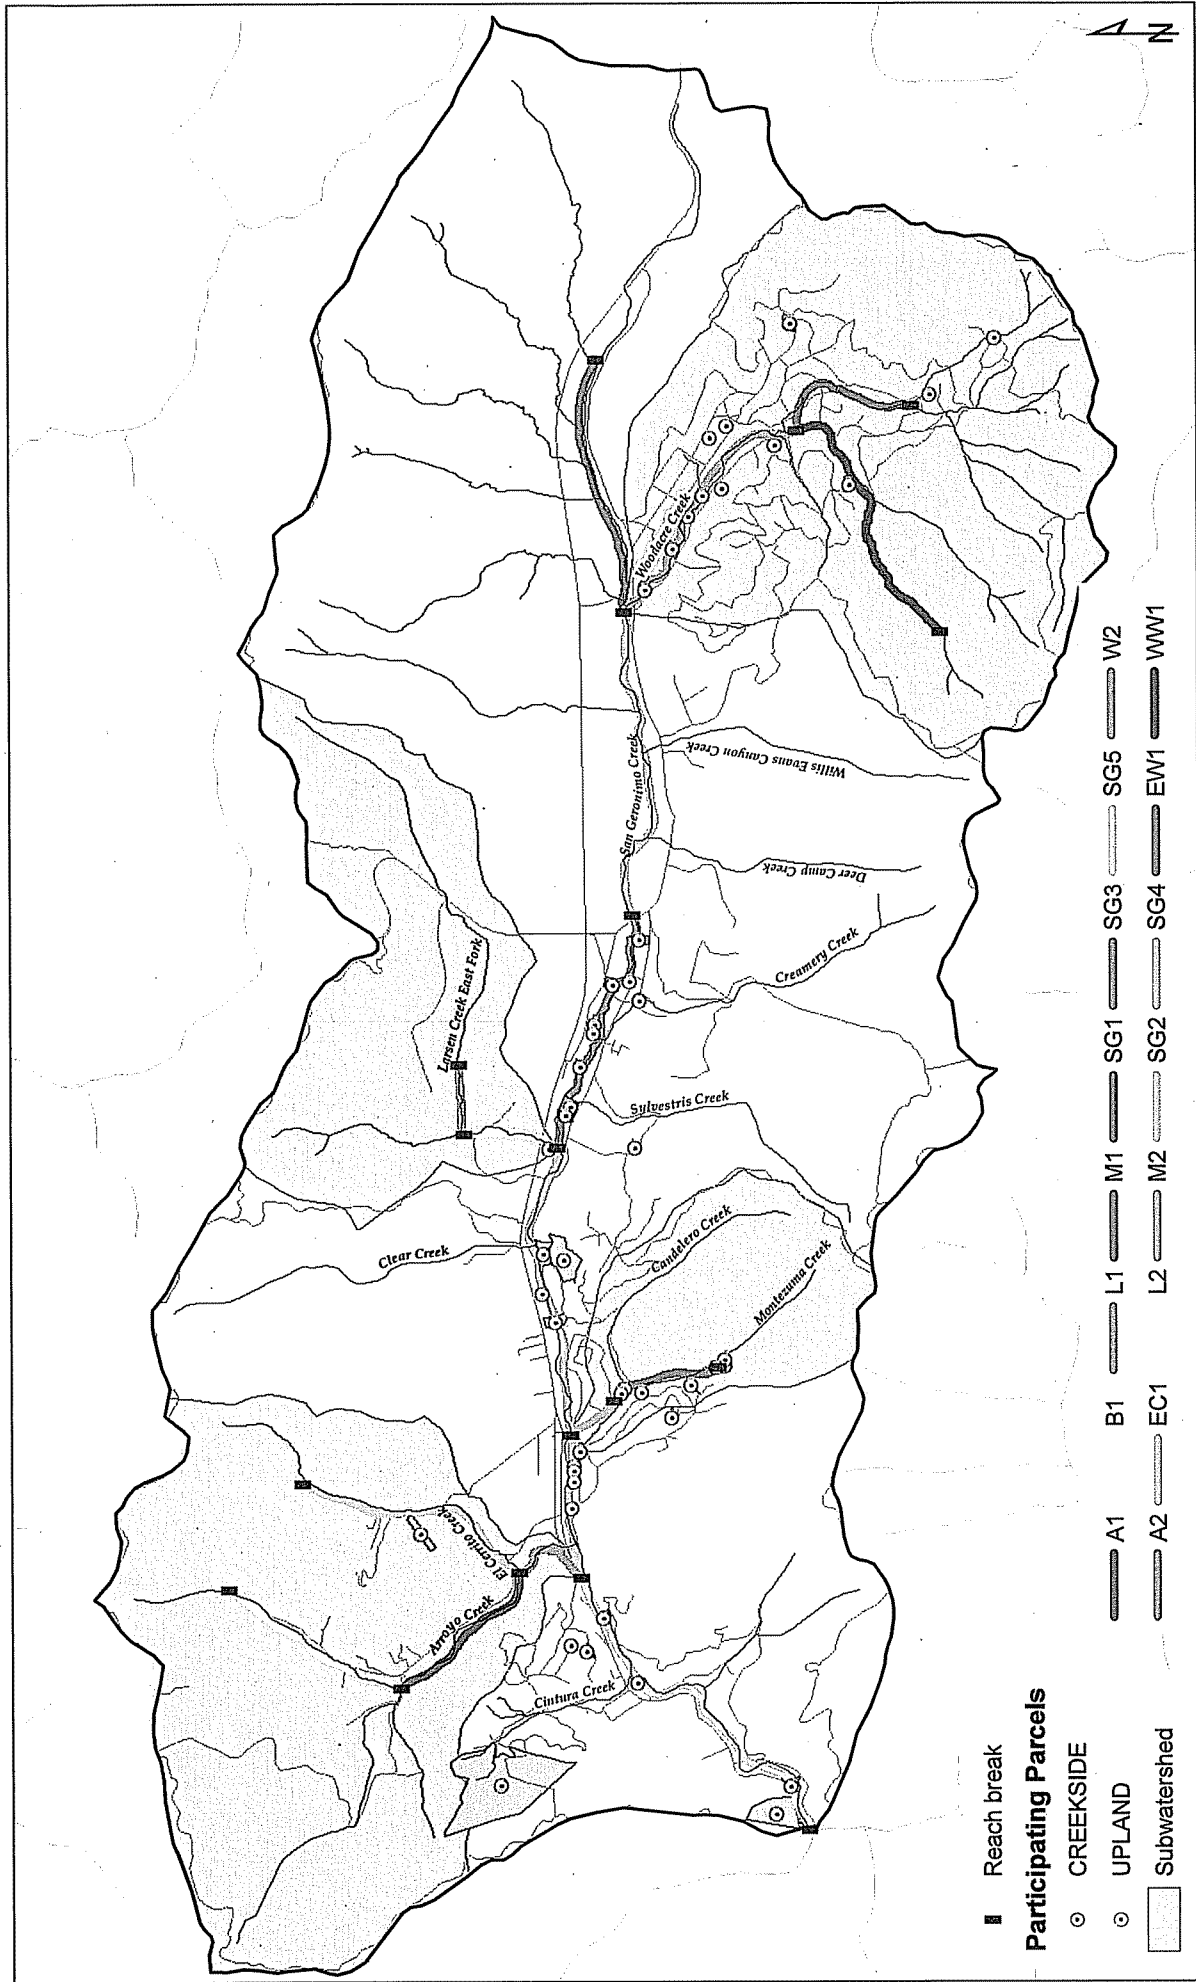 Larsen Creek East Fork
Clear Creek
San Geronimo Creek
Woodacre Creek
Willis Evans Canyon Creek
Deer Camp Creek
Creamery Creek
Sylvestris Creek
Candelero Creek
Montezuma Creek
El Cerrito Creek
Arroyo Creek
Cintura Creek
N
Reach break
Participating Parcels
CREEKSIDE
UPLAND
Subwatershed
A1 B1 L1 M1 SG1 SG3 SG5 W2
A2 EC1 L2 M2 SG2 SG4 EW1 WW1